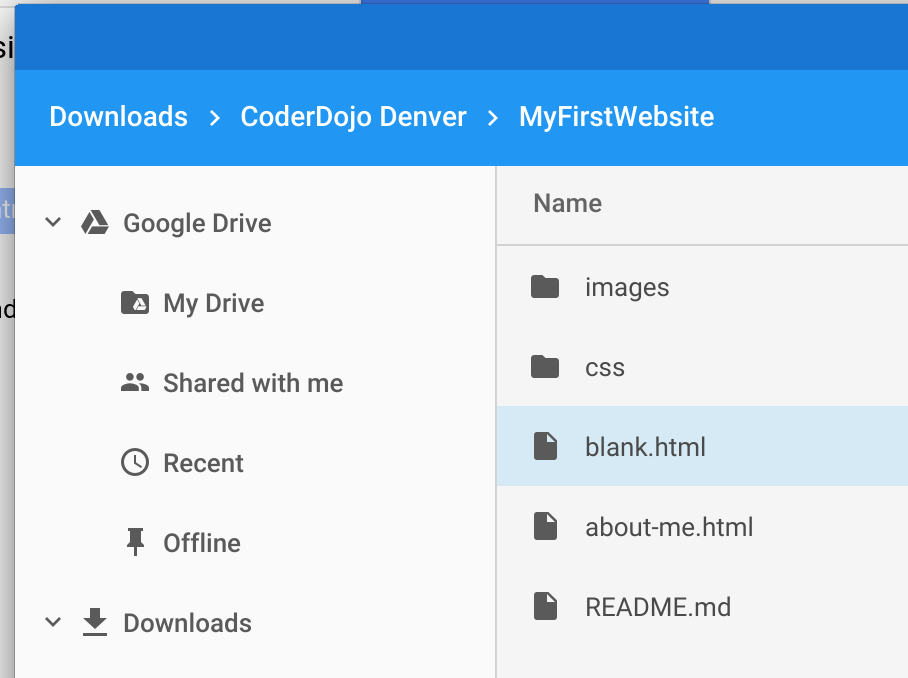 Downloads > CoderDojo Denver > MyFirstWebsite
Google Drive
My Drive
Shared with me
Recent
Offline
Downloads
Name
images
css
blank.html
about-me.html
README.md